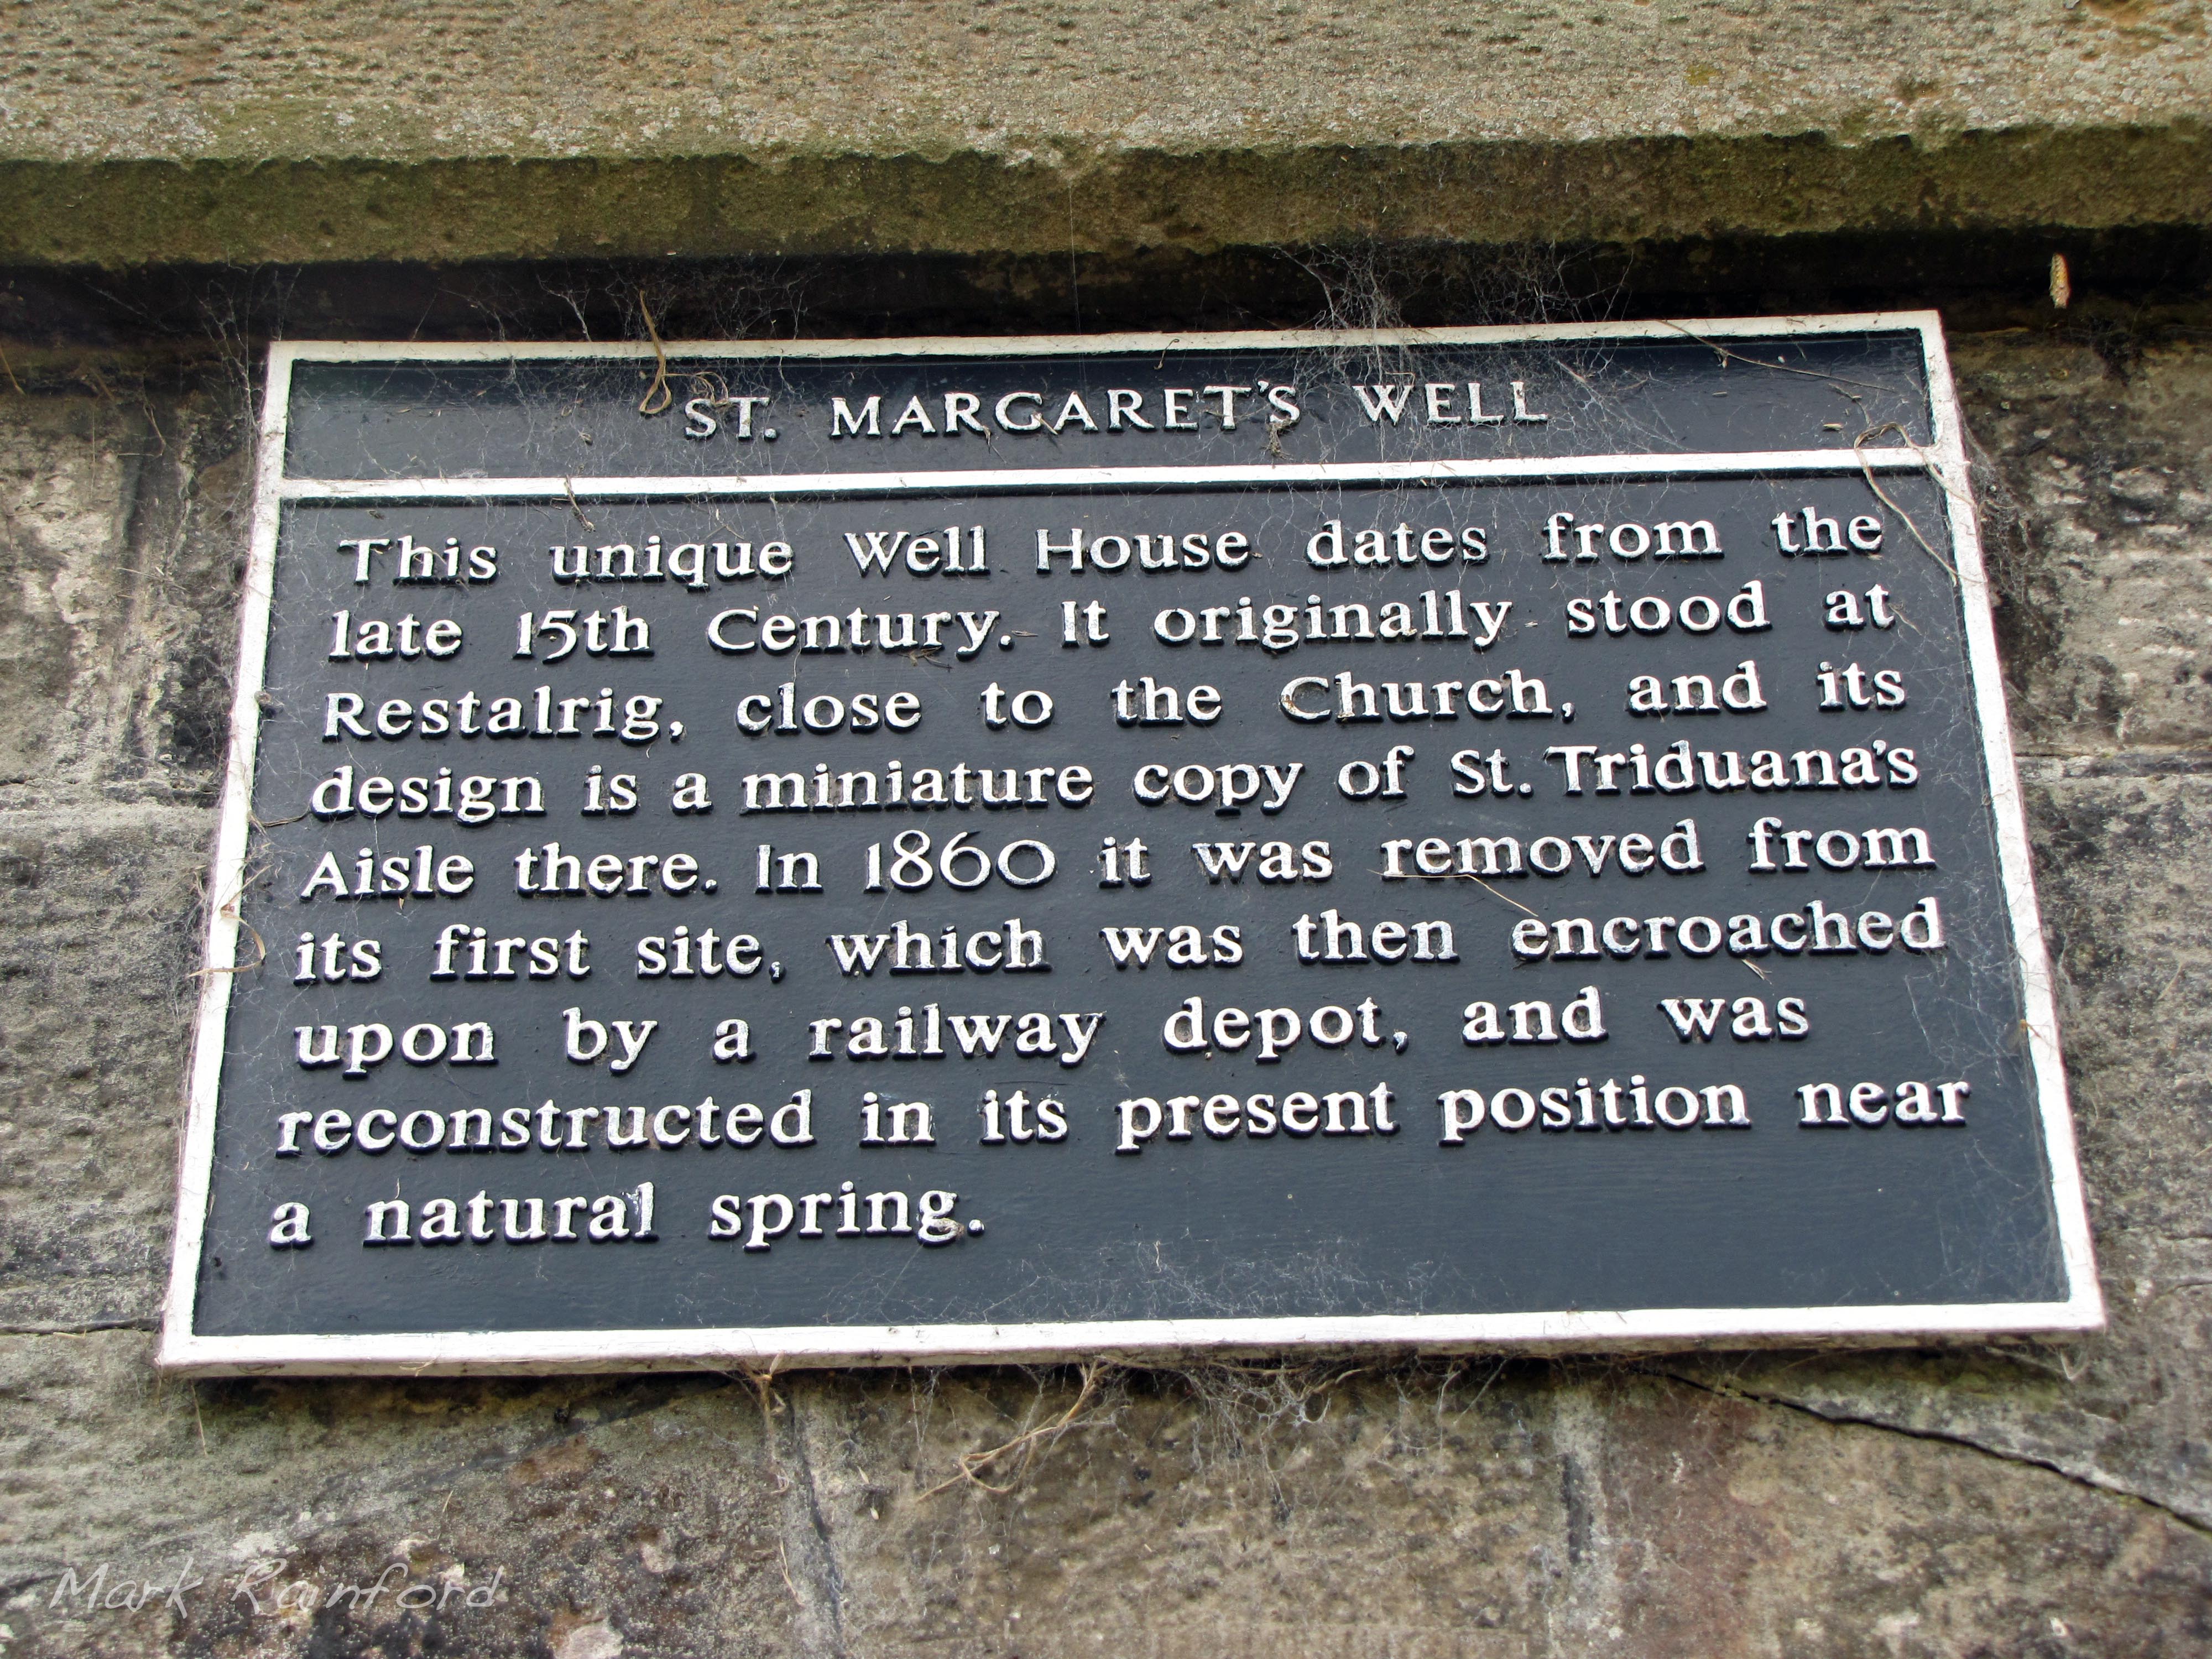 ST. MARGARET'S WELL
This unique Well House dates from the
late 15th Century. It originally stood at
Restalrig, close to the Church, and its
design is a miniature copy of St. Triduana's
Aisle there. In 1860 it was removed from
its first site, which was then encroached
upon by a railway depot, and was
reconstructed in its present position near
a natural spring.
Mark Rainford